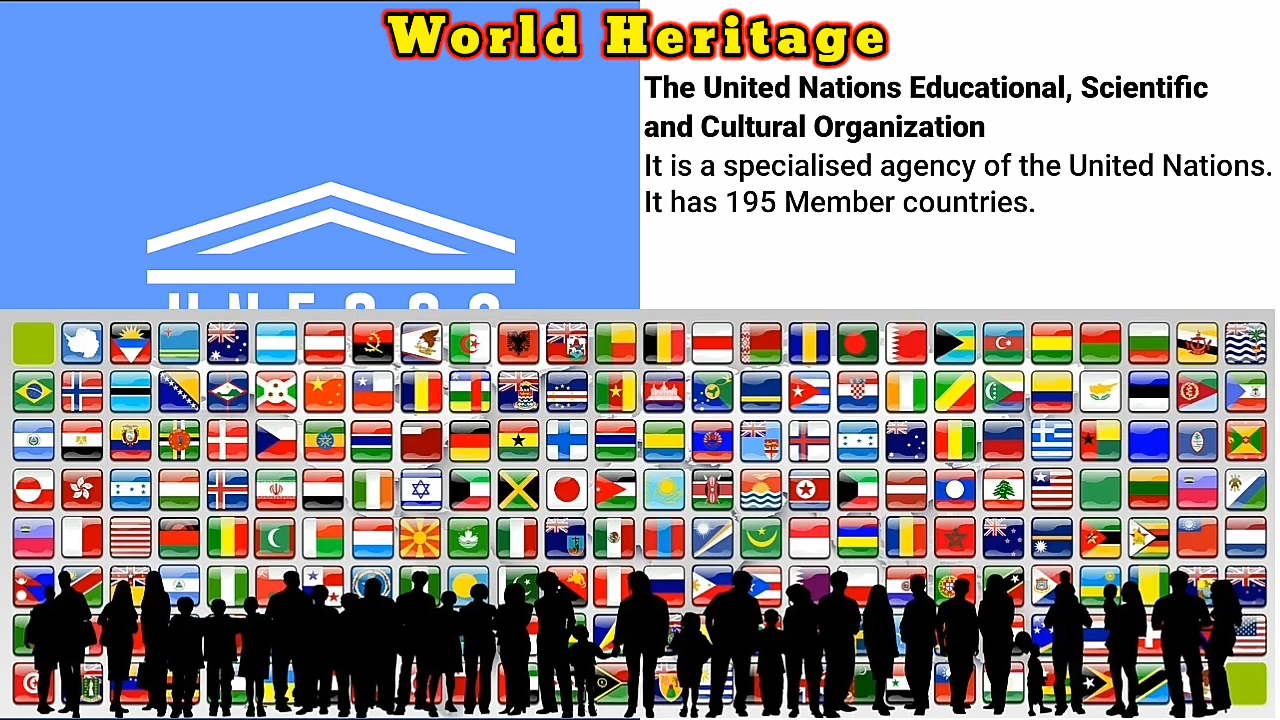 World Heritage
The United Nations Educational, Scientific
and Cultural Organization
It is a specialised agency of the United Nations.
It has 195 Member countries.
UNESCO